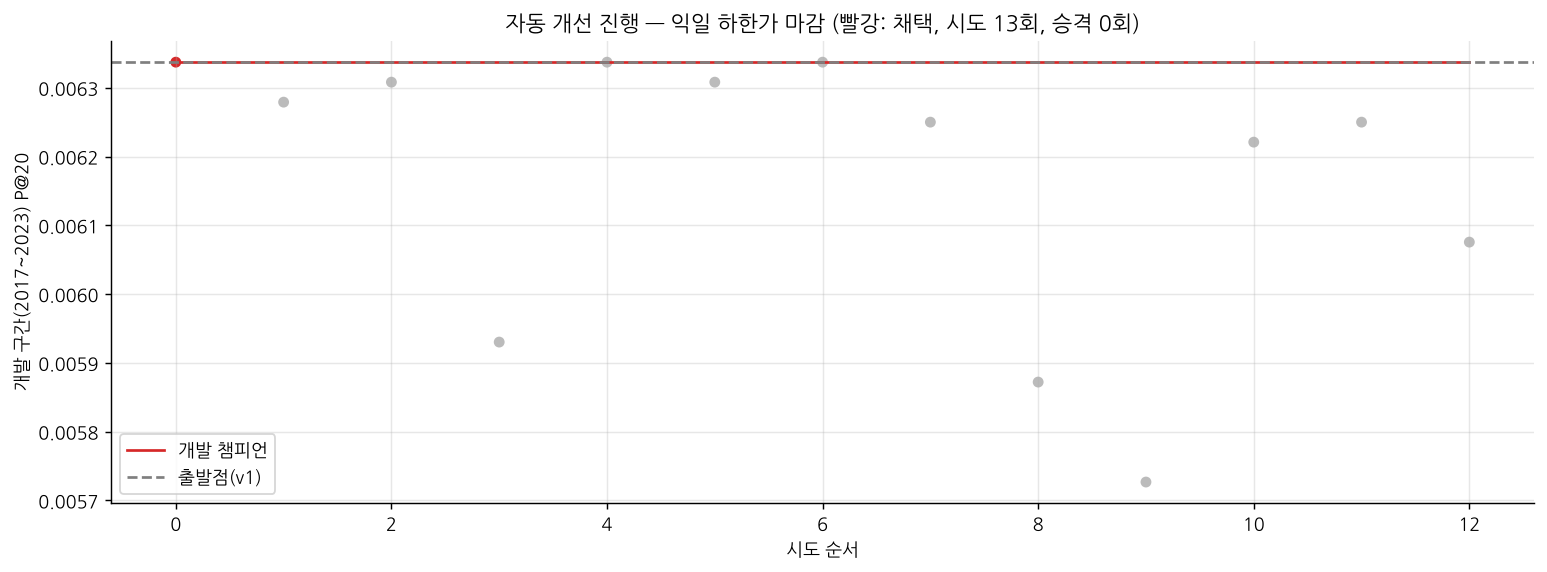 자동 개선 진행 — 익일 하한가 마감 (빨강: 채택, 시도 13회, 승격 0회)
개발 구간(2017~2023) P@20
0.0063
0.0062
0.0061
0.0060
0.0059
0.0058
0.0057
개발 챔피언
출발점(v1)
0 2 4 6 8 10 12
시도 순서